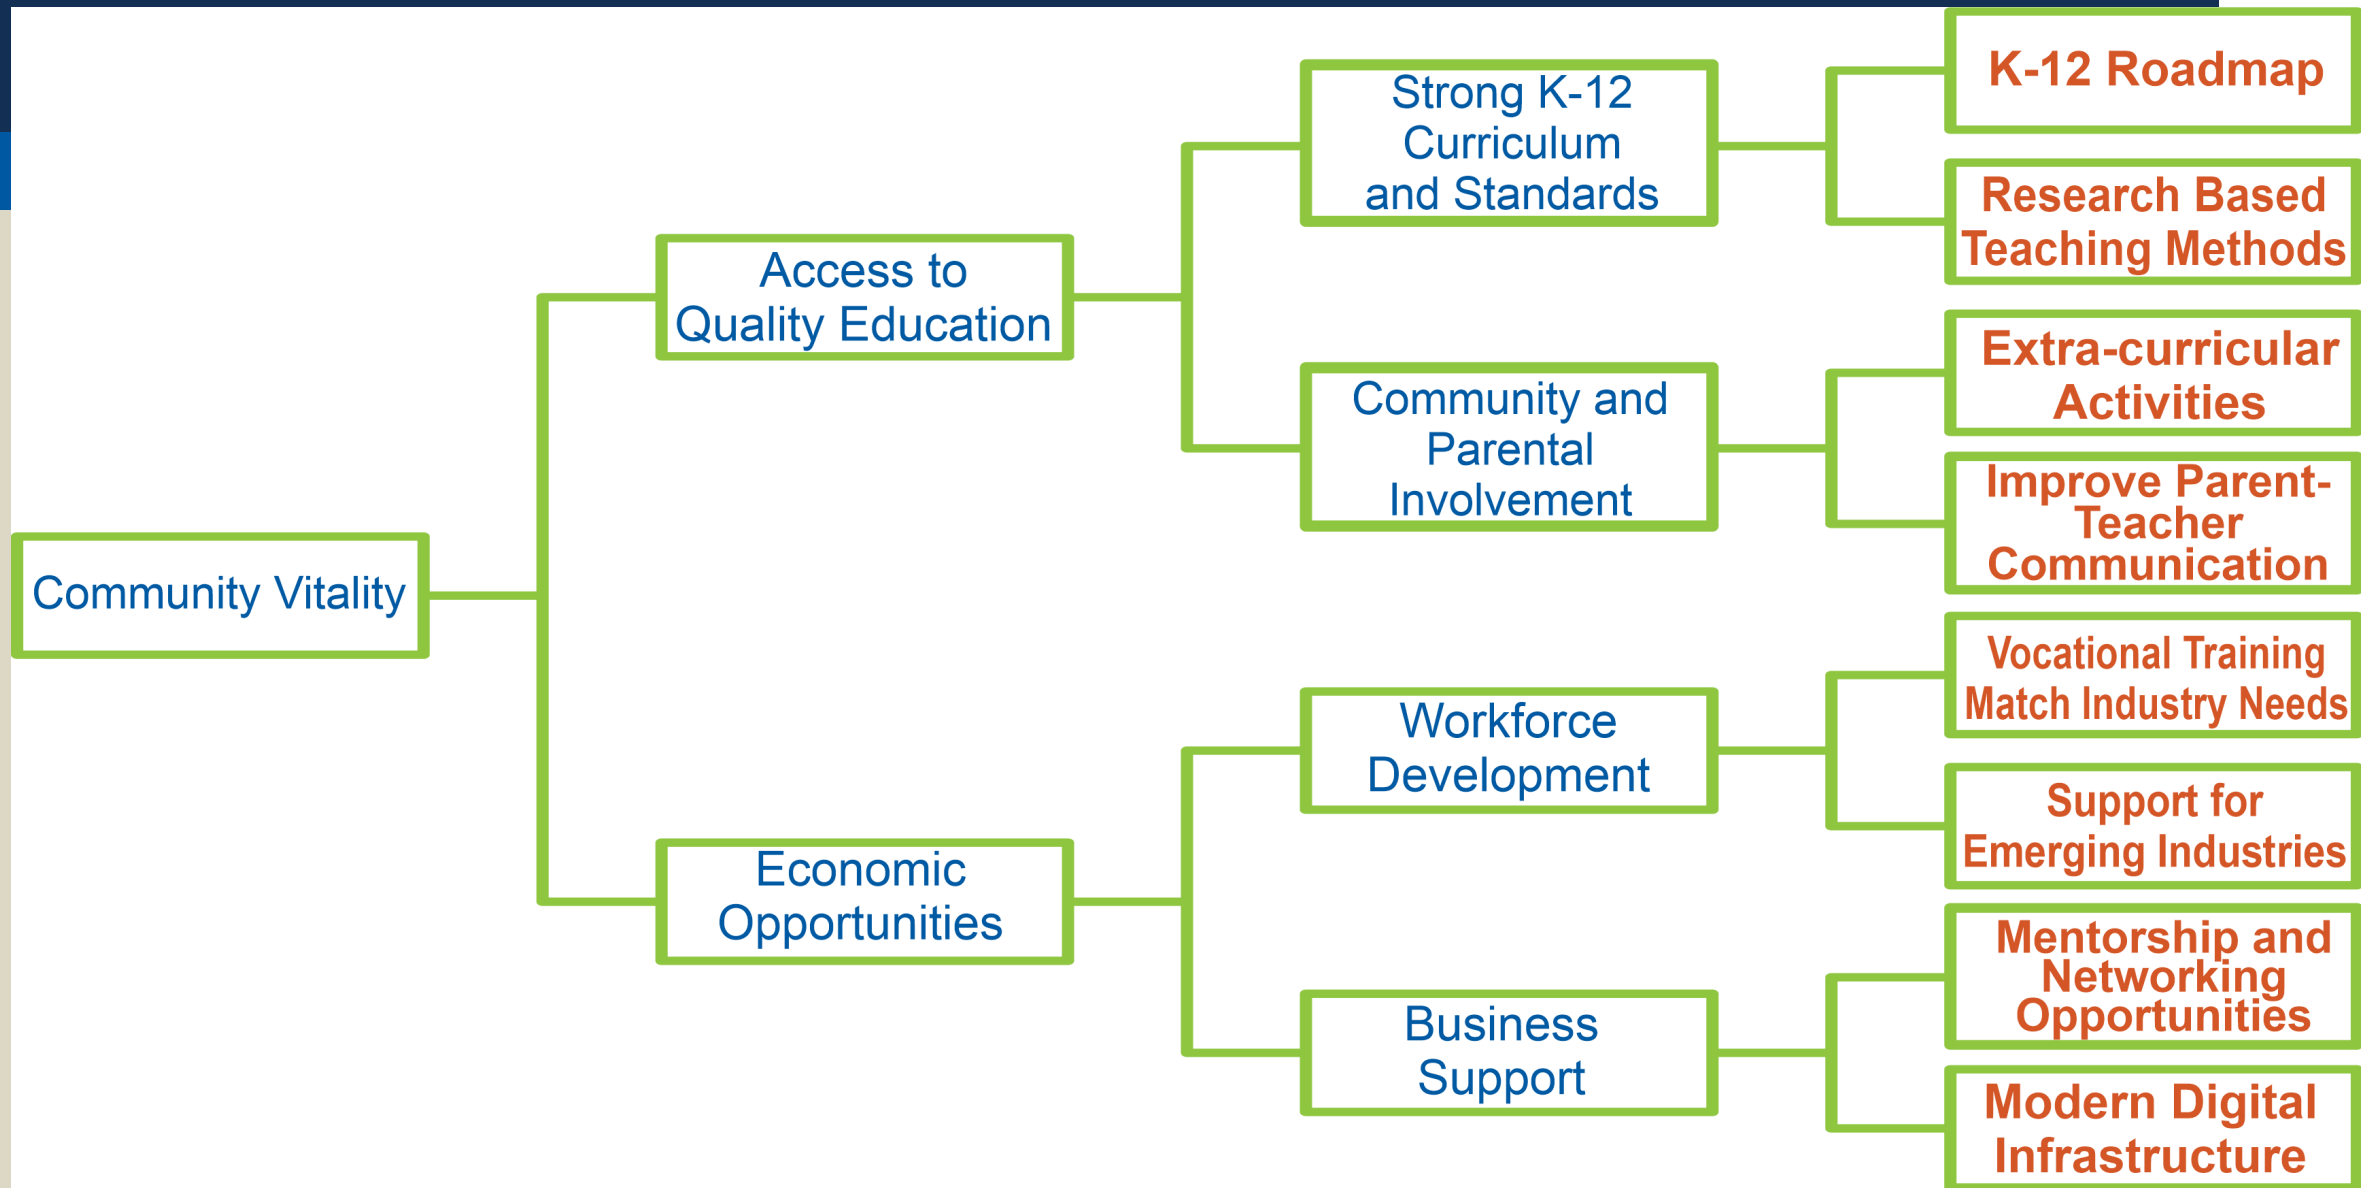 Community Vitality
Access to
Quality Education
Economic
Opportunities
Strong K-12
Curriculum
and Standards
Community and
Parental
Involvement
Workforce
Development
Business
Support
K-12 Roadmap
Research Based
Teaching Methods
Extra-curricular
Activities
Improve Parent-
Teacher
Communication
Vocational Training
Match Industry Needs
Support for
Emerging Industries
Mentorship and
Networking
Opportunities
Modern Digital
Infrastructure